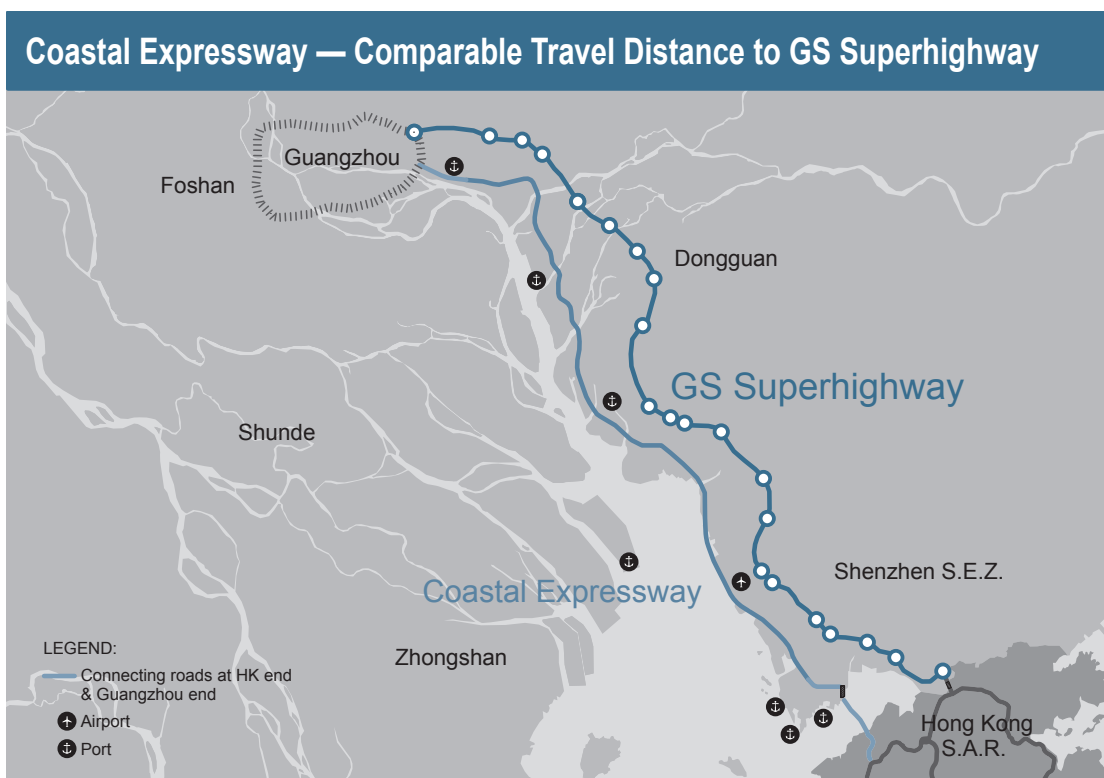 Coastal Expressway — Comparable Travel Distance to GS Superhighway
Guangzhou
Foshan
Dongguan
GS Superhighway
Shunde
Shenzhen S.E.Z.
Coastal Expressway
Zhongshan
LEGEND:
Connecting roads at HK end
& Guangzhou end
Airport
Port
Hong Kong
S.A.R.